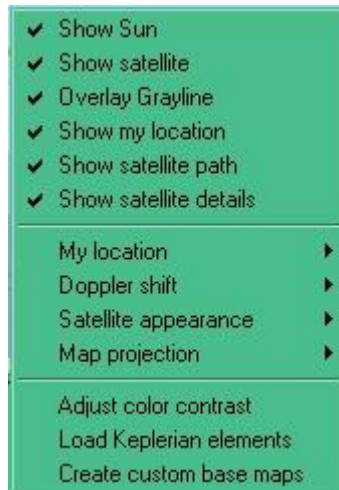 Show Sun
Show satellite
Overlay Grayline
Show my location
Show satellite path
Show satellite details
My location
Doppler shift
Satellite appearance
Map projection
Adjust color contrast
Load Keplerian elements
Create custom base maps